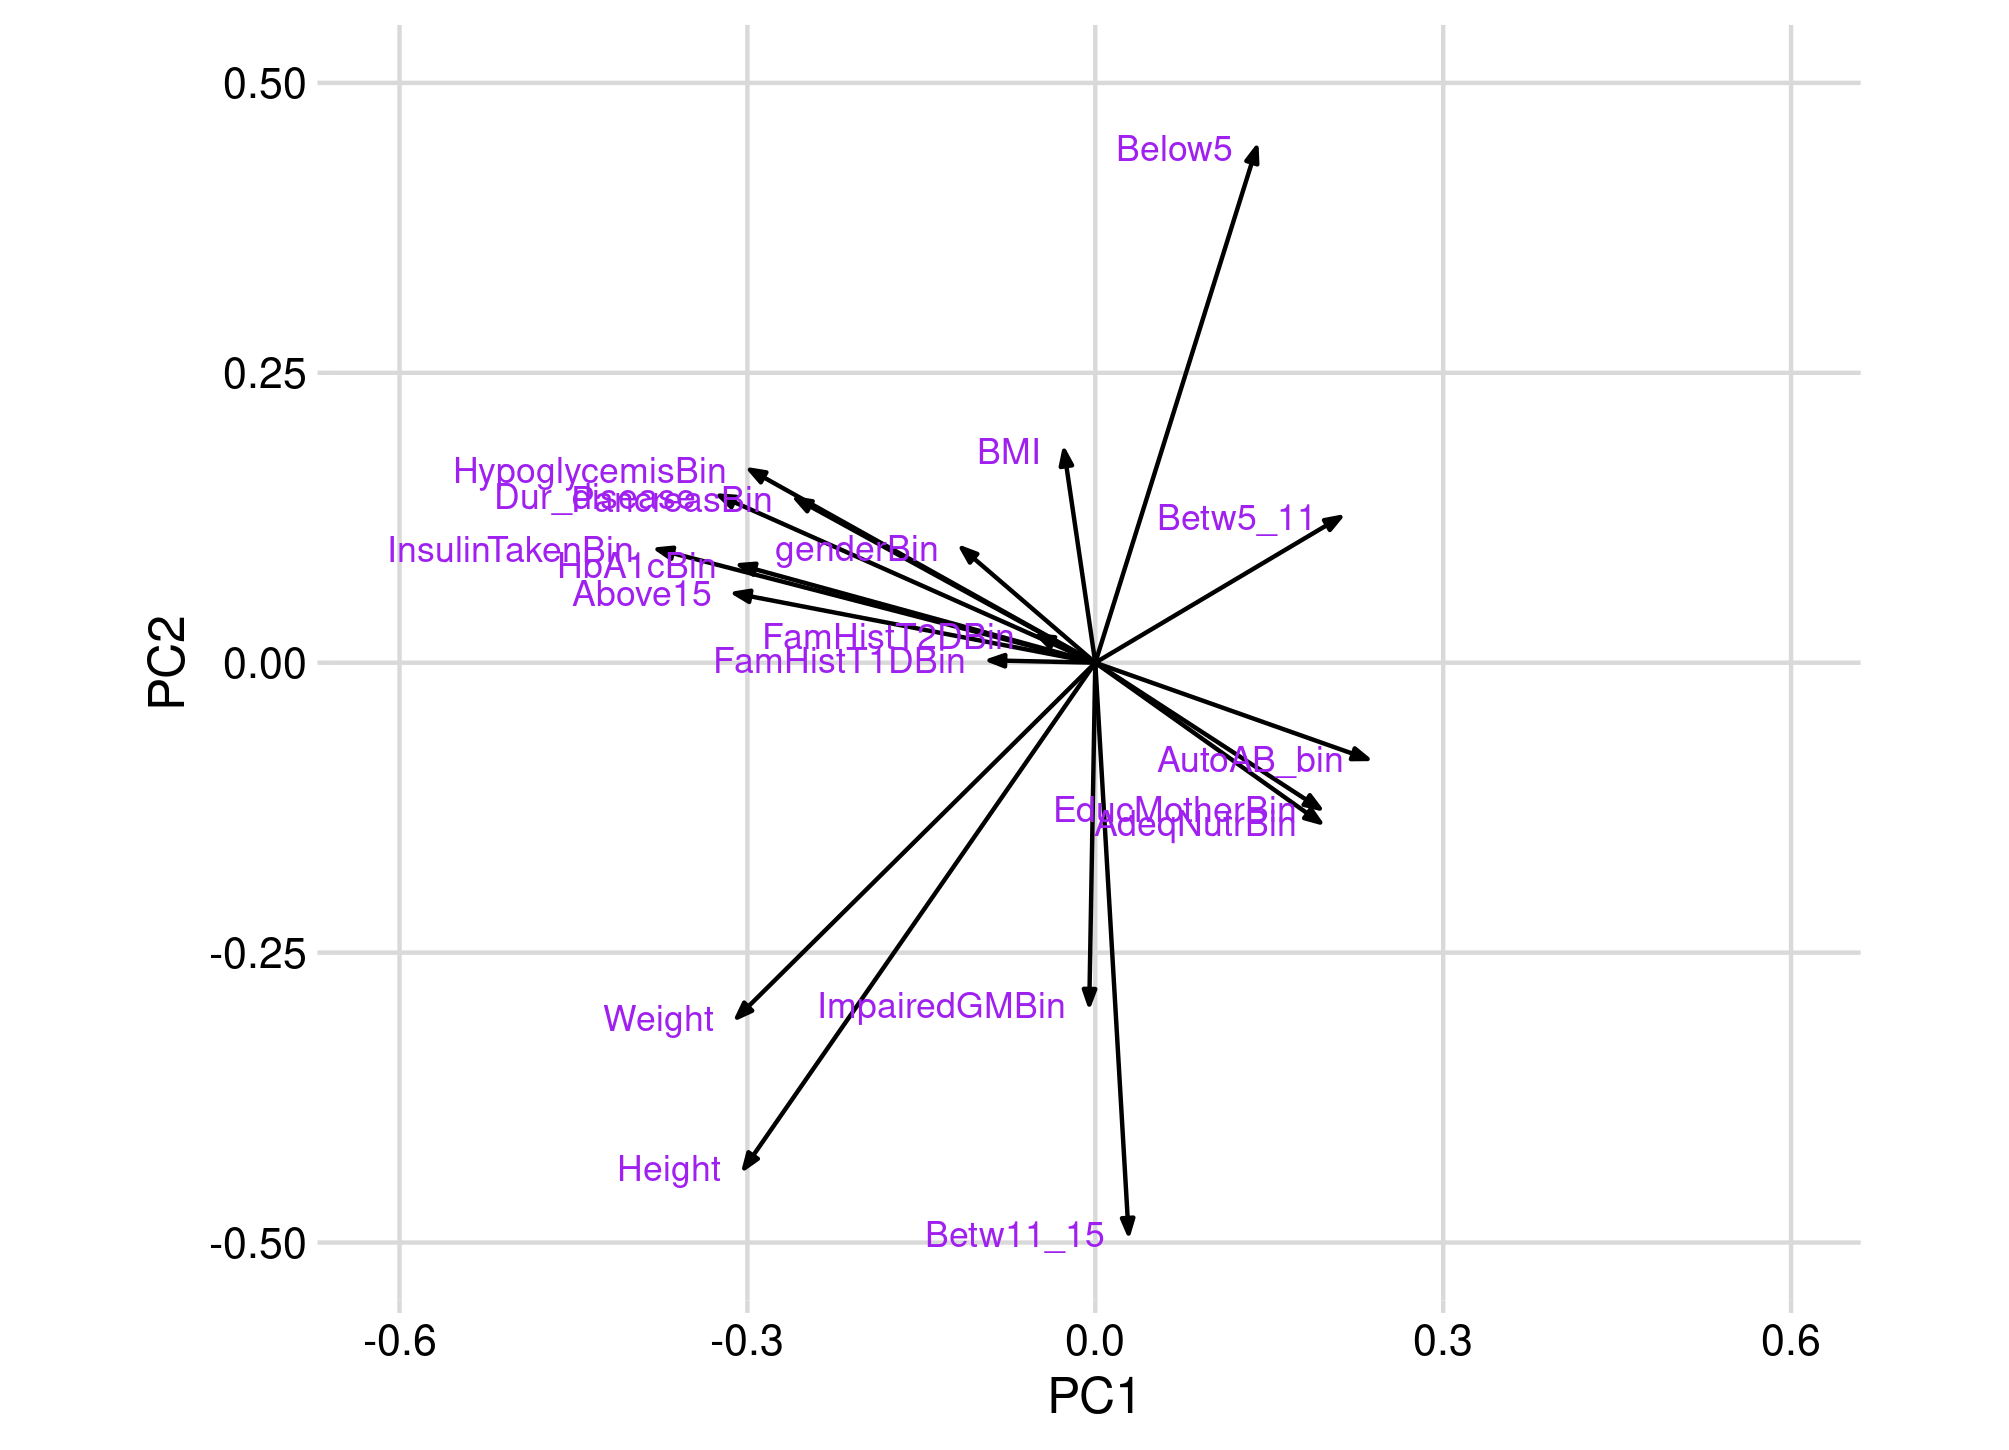 0.50
Below5
0.25
BMI
HypoglycemisBin
Dur_disease
PancreasBin
Betw5_11
InsulinTakenBin
genderBin
HbA1cBin
Above15
FamHistT2DBin
FamHistT1DBin
0.00
PC2
AutoAB_bin
EducMotherBin
AdeqNutrBin
-0.25
ImpairedGMBin
Weight
Height
Betw11_15
-0.50
-0.6
-0.3
0.0
0.3
0.6
PC1